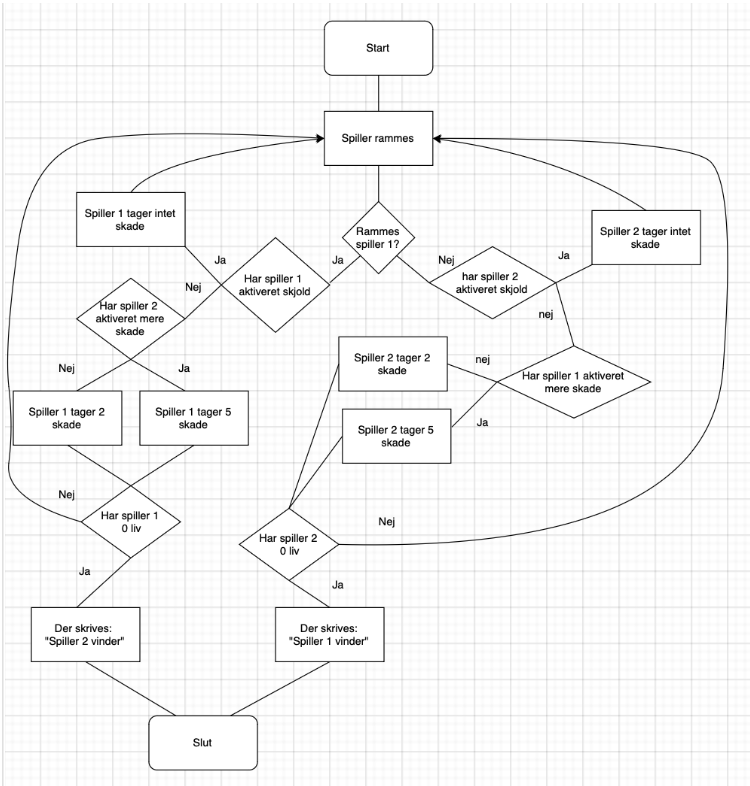 Start
Spiller rammes
Spiller 1 tager intet
skade
Rammes
spiller 1?
Spiller 2 tager intet
skade
Ja
Ja
Nej
Ja
Har spiller 1
aktiveret skjold
har spiller 2
aktiveret skjold
Nej
nej
Har spiller 2
aktiveret mere
skade
Nej
Ja
Spiller 2 tager 2
skade
nej
Har spiller 1 aktiveret
mere skade
Spiller 1 tager 2
skade
Spiller 1 tager 5
skade
Spiller 2 tager 5
skade
Ja
Nej
Har spiller 1
0 liv
Har spiller 2
0 liv
Nej
Ja
Ja
Der skrives:
"Spiller 2 vinder"
Der skrives:
"Spiller 1 vinder"
Slut